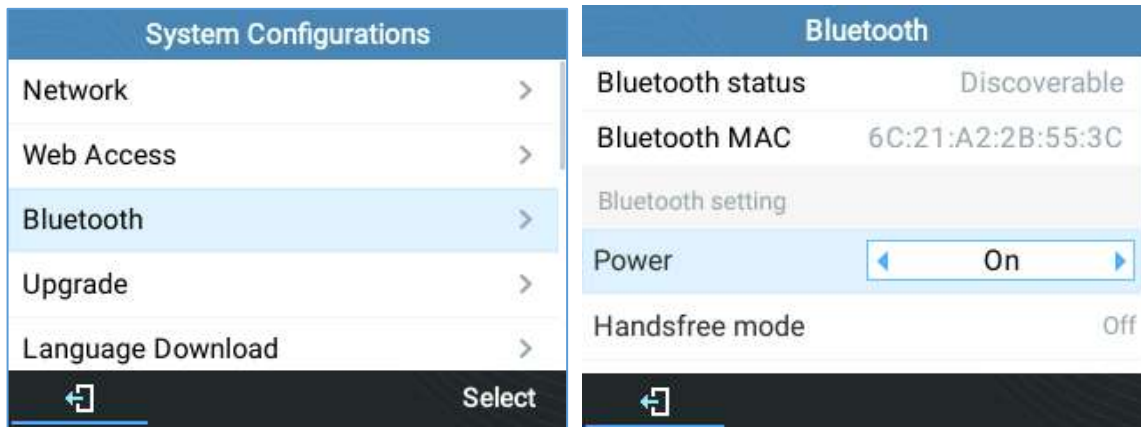 System Configurations
Network
Web Access
Bluetooth
Upgrade
Language Download
Select
Bluetooth
Bluetooth status Discoverable
Bluetooth MAC 6C:21:A2:2B:55:3C
Bluetooth setting
Power On
Handsfree mode Off